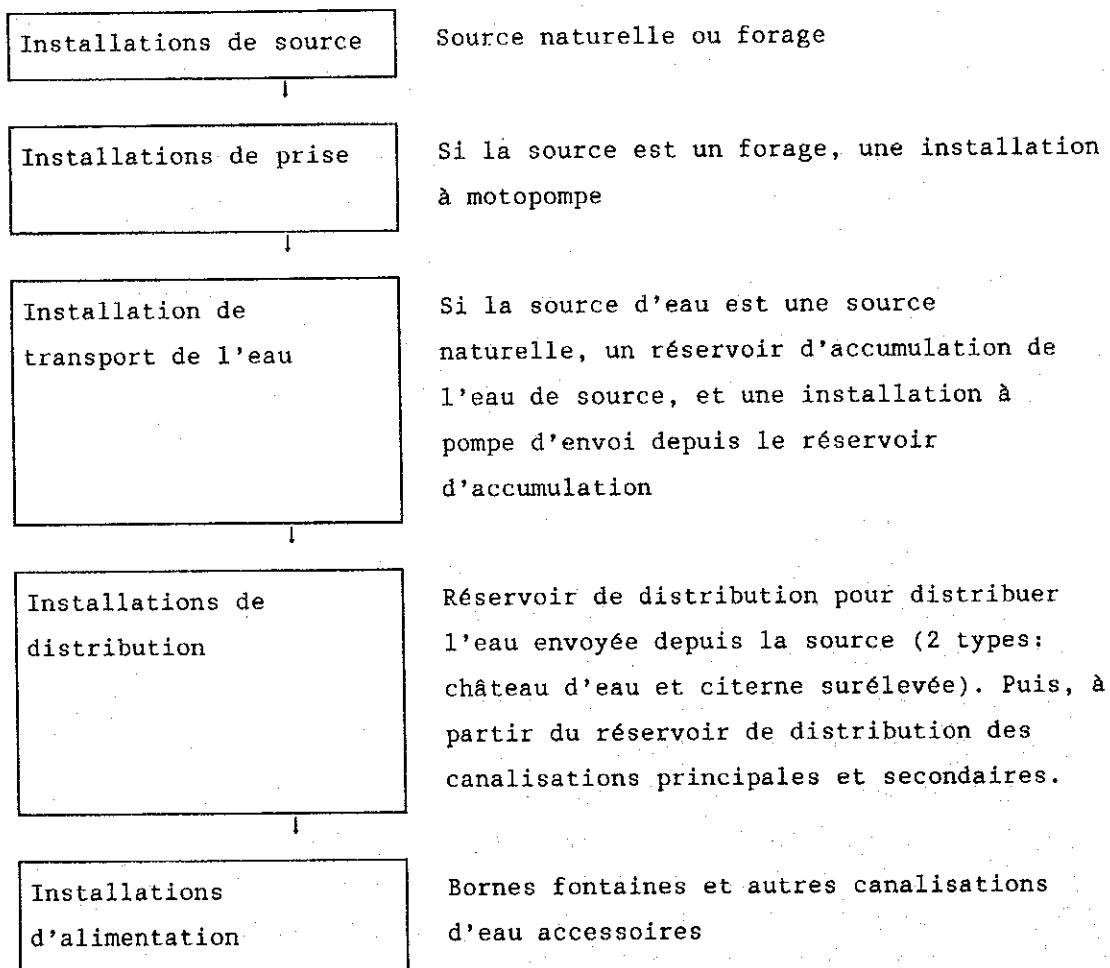 Installations de source
Source naturelle ou forage
Installations de prise
Si la source est un forage, une installation
à motopompe
Installation de
transport de l'eau
Si la source d'eau est une source
naturelle, un réservoir d'accumulation de
l'eau de source, et une installation à
pompe d'envoi depuis le réservoir
d'accumulation
Installations de
distribution
Réservoir de distribution pour distribuer
l'eau envoyée depuis la source (2 types:
château d'eau et citerne surélevée). Puis, à
partir du réservoir de distribution des
canalisations principales et secondaires.
Installations
d'alimentation
Bornes fontaines et autres canalisations
d'eau accessoires